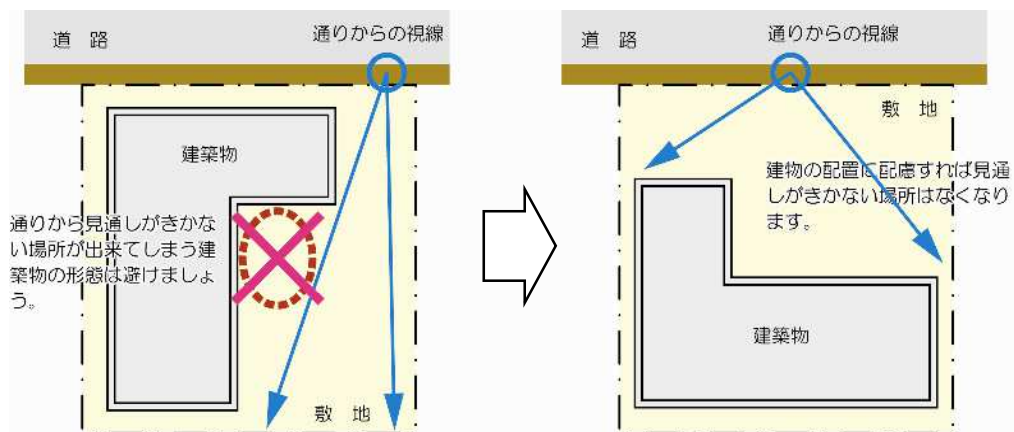 道 路
通りからの視線
建築物
通りから見通しがきかな
い場所が出来てしまう建
築物の形態は避けましょ
う。
敷 地
道 路
通りからの視線
敷 地
建物の配置に配慮すれば見通
しがきかない場所はなくなり
ます。
建築物